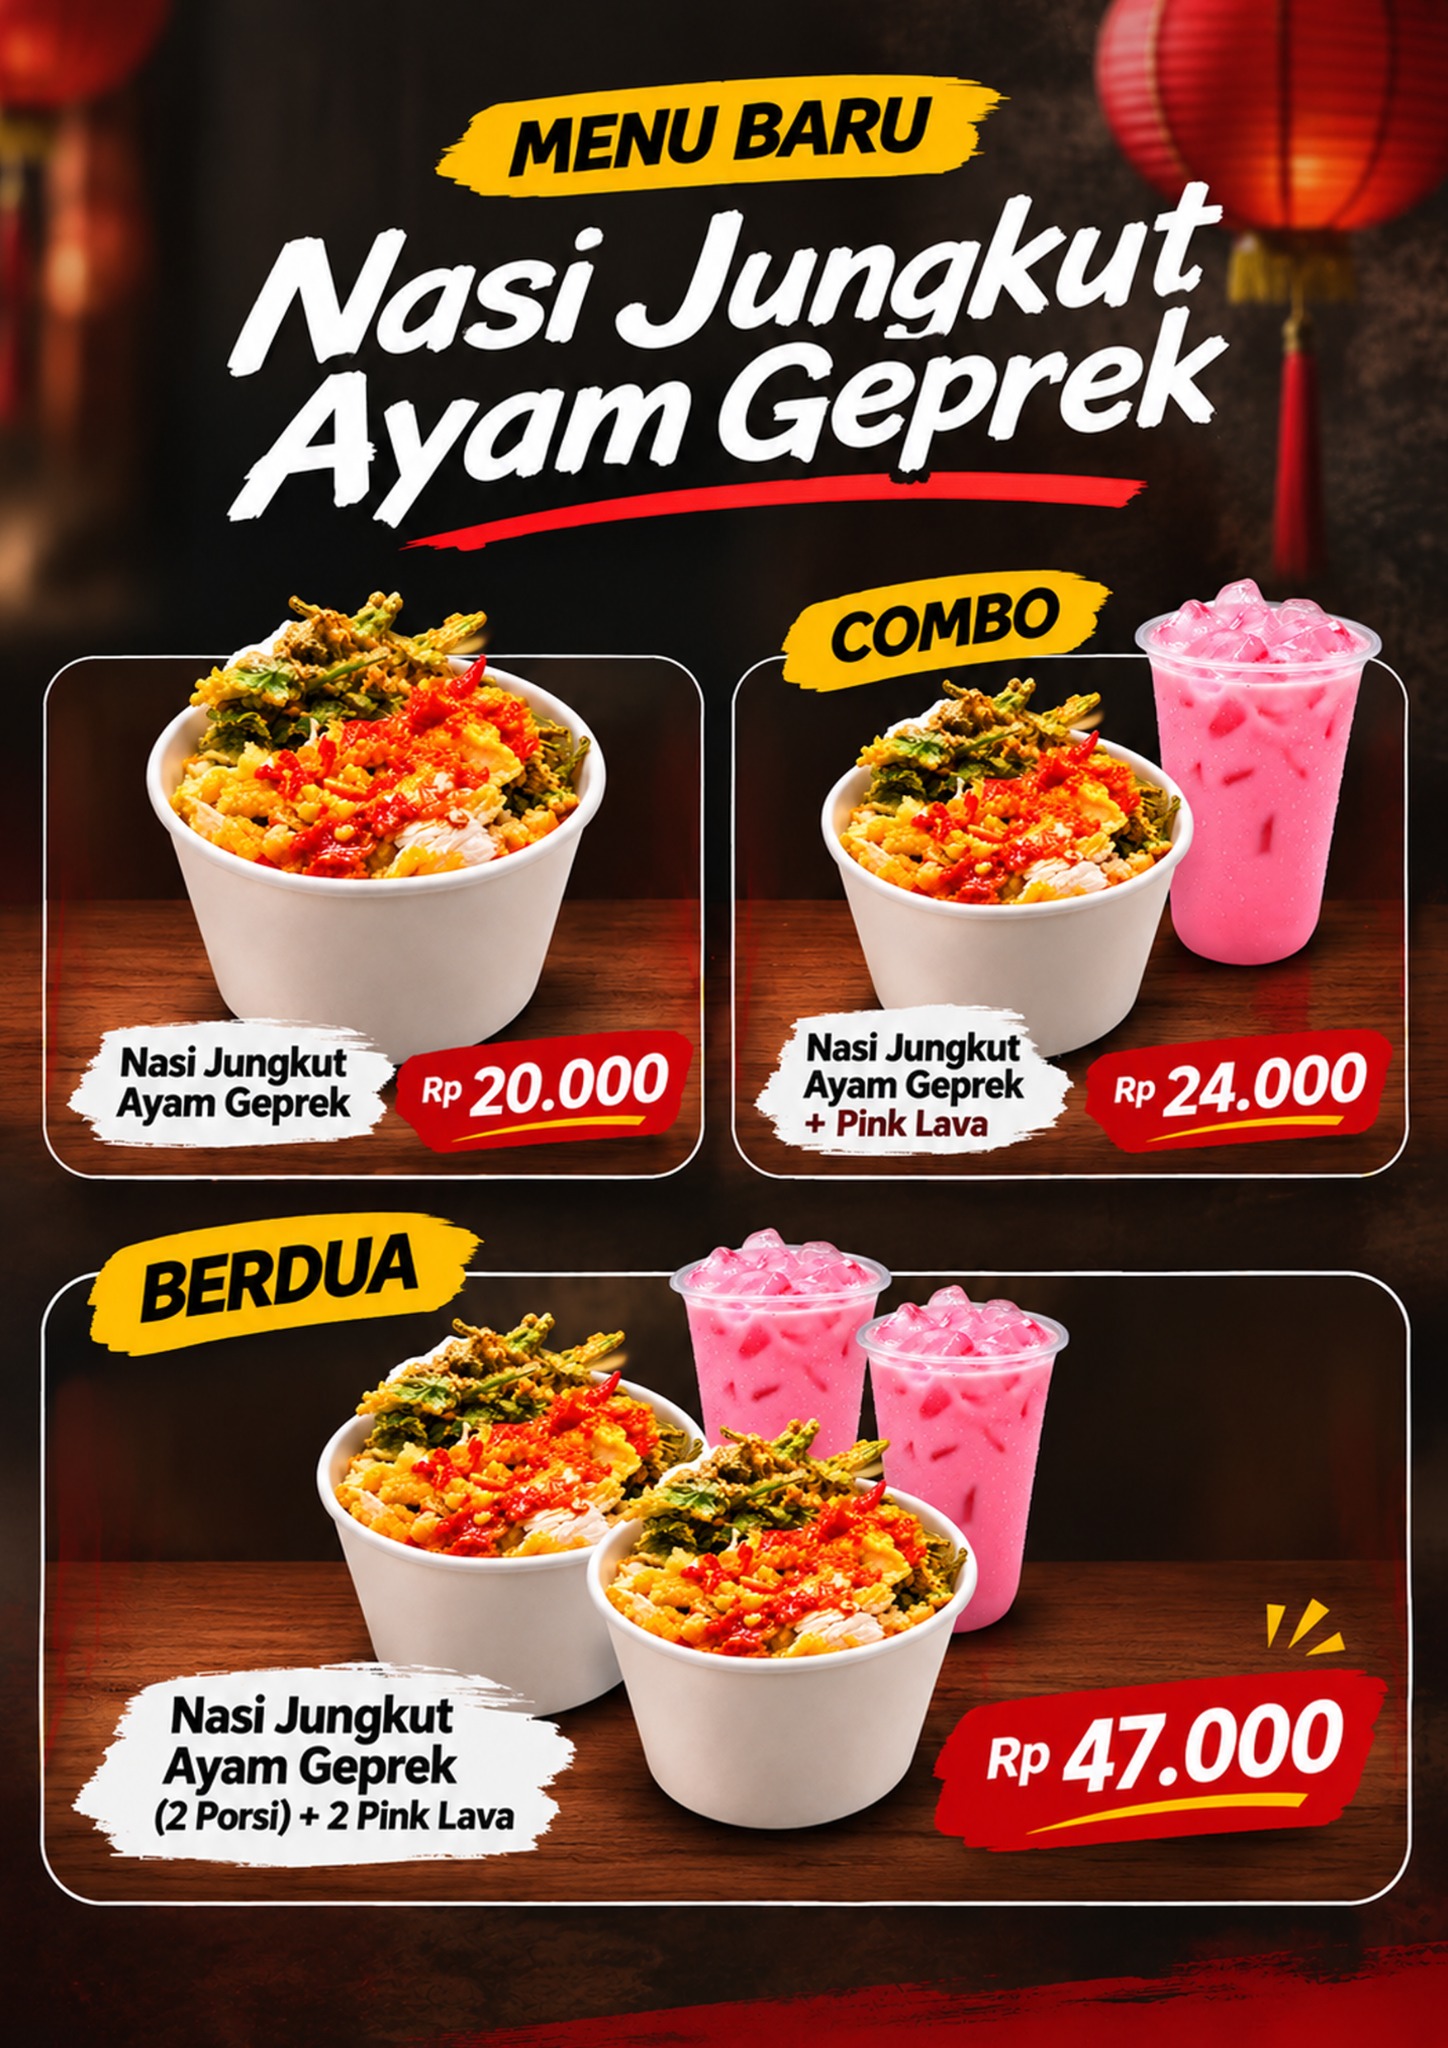 MENU BARU
Nasi Jungkut
Ayam Geprek
Nasi Jungkut
Ayam Geprek
Rp 20.000
COMBO
Nasi Jungkut
Ayam Geprek
+ Pink Lava
Rp 24.000
BERDUA
Nasi Jungkut
Ayam Geprek
(2 Porsi) + 2 Pink Lava
Rp 47.000